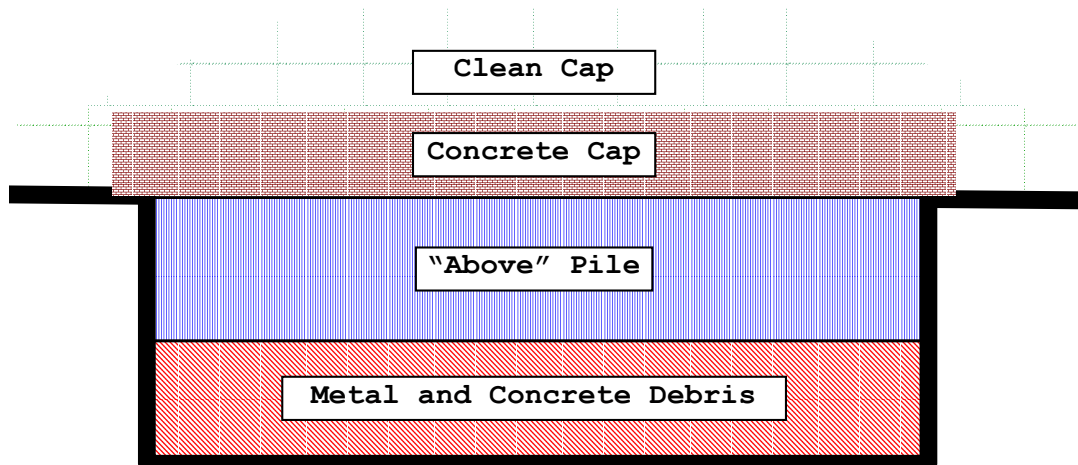 Clean Cap
Concrete Cap
“Above” Pile
Metal and Concrete Debris